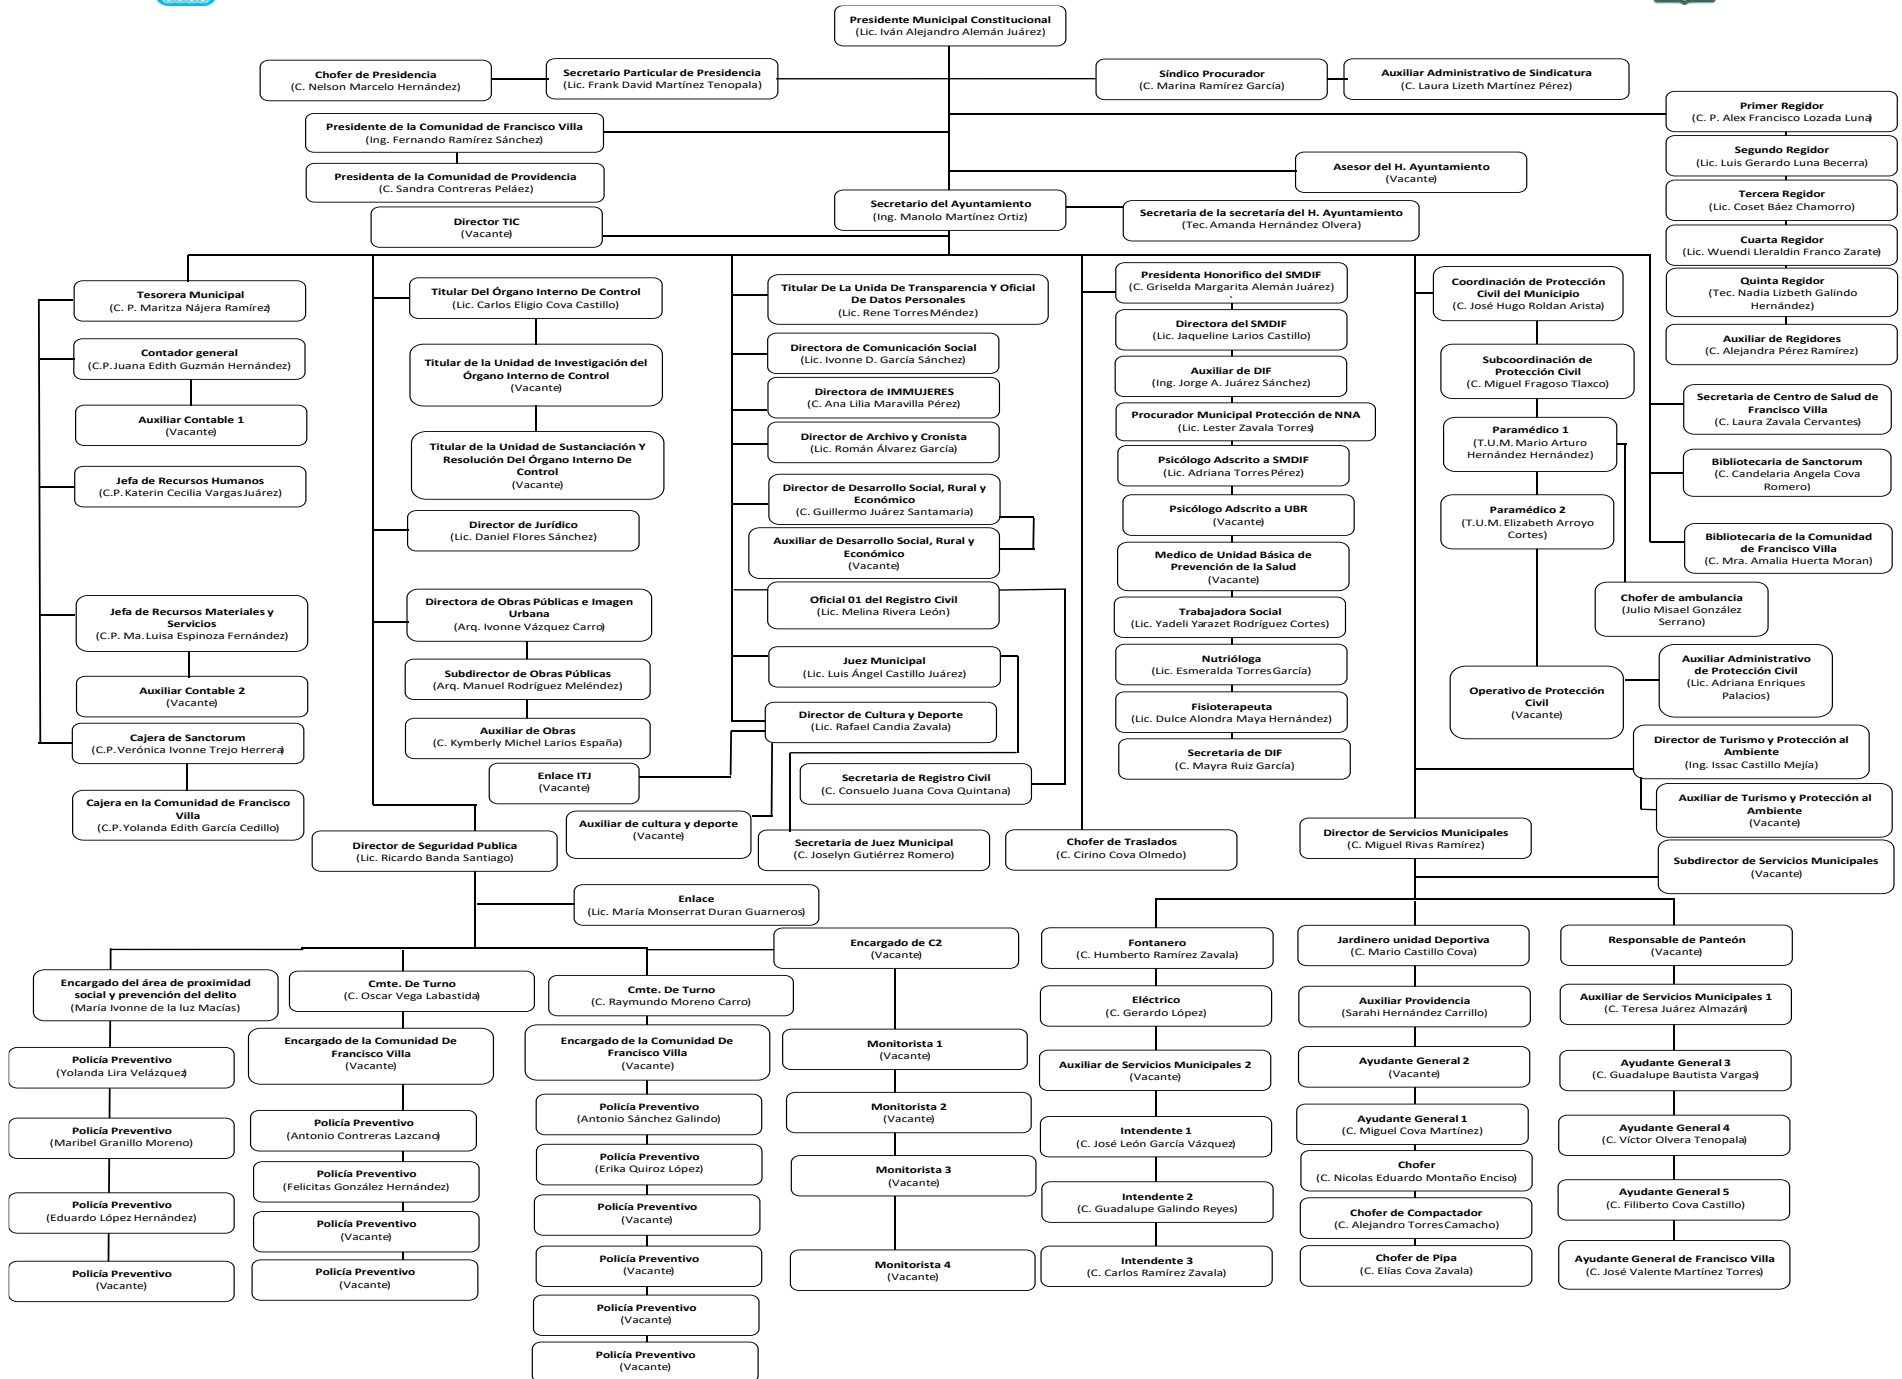 Presidente Municipal Constitucional
(Lic. Iván Alejandro Alemán Juárez)
Chofer de Presidencia
(C. Nelson Marcelo Hernández)
Secretario Particular de Presidencia
(Lic. Frank David Martínez Tenopala)
Síndico Procurador
(C. Marina Ramírez García)
Auxiliar Administrativo de Sindicatura
(C. Laura Lizeth Martínez Pérez)
Presidente de la Comunidad de Francisco Villa
(Ing. Fernando Ramírez Sánchez)
Presidenta de la Comunidad de Providencia
(C. Sandra Contreras Peláez)
Primer Regidor
(C. P. Alex Francisco Lozada Luna)
Segundo Regidor
(Lic. Luis Gerardo Luna Becerra)
Tercera Regidor
(Lic. Coset Báez Chamorro)
Cuarta Regidor
(Lic. Wuendi Lleraldin Franco Zarate)
Quinta Regidor
(Tec. Nadia Lizbeth Galindo
Hernández)
Auxiliar de Regidores
(C. Alejandra Pérez Ramírez)
Asesor del H. Ayuntamiento
(Vacante)
Secretario del Ayuntamiento
(Ing. Manolo Martínez Ortiz)
Secretaria de la secretaría del H. Ayuntamiento
(Tec. Amanda Hernández Olvera)
Director TIC
(Vacante)
Tesorera Municipal
(C. P. Maritza Nájera Ramírez)
Contador general
(C.P. Juana Edith Guzmán Hernández)
Auxiliar Contable 1
(Vacante)
Jefa de Recursos Humanos
(C.P. Katerin Cecilia Vargas Juárez)
Jefa de Recursos Materiales y
Servicios
(C.P. Ma. Luisa Espinoza Fernández)
Auxiliar Contable 2
(Vacante)
Cajera de Sanctorum
(C.P. Verónica Ivonne Trejo Herrera)
Cajera en la Comunidad de Francisco
Villa
(C.P. Yolanda Edith García Cedillo)
Titular Del Órgano Interno De Control
(Lic. Carlos Eligio Cova Castillo)
Titular de la Unidad de Investigación del
Órgano Interno de Control
(Vacante)
Titular de la Unidad de Sustanciación Y
Resolución Del Órgano Interno De
Control
(Vacante)
Director de Jurídico
(Lic. Daniel Flores Sánchez)
Directora de Obras Públicas e Imagen
Urbana
(Arq. Ivonne Vázquez Carro)
Subdirector de Obras Públicas
(Arq. Manuel Rodríguez Meléndez)
Auxiliar de Obras
(C. Kymberly Michel Larios España)
Titular De La Unida De Transparencia Y Oficial
De Datos Personales
(Lic. Rene Torres Méndez)
Directora de Comunicación Social
(Lic. Ivonne D. García Sánchez)
Directora de IMMUJERES
(C. Ana Lilia Maravilla Pérez)
Director de Archivo y Cronista
(Lic. Román Álvarez García)
Director de Desarrollo Social, Rural y
Económico
(C. Guillermo Juárez Santamaria)
Auxiliar de Desarrollo Social, Rural y
Económico
(Vacante)
Oficial 01 del Registro Civil
(Lic. Melina Rivera León)
Juez Municipal
(Lic. Luis Ángel Castillo Juárez)
Director de Cultura y Deporte
(Lic. Rafael Candia Zavala)
Enlace ITJ
(Vacante)
Secretaria de Registro Civil
(C. Consuelo Juana Cova Quintana)
Auxiliar de cultura y deporte
(Vacante)
Secretaria de Juez Municipal
(C. Joselyn Gutiérrez Romero)
Presidenta Honorifico del SMDIF
(C. Griselda Margarita Alemán Juárez)
Directora del SMDIF
(Lic. Jaqueline Larios Castillo)
Auxiliar de DIF
(Ing. Jorge A. Juárez Sánchez)
Procurador Municipal Protección de NNA
(Lic. Lester Zavala Torres)
Psicólogo Adscrito a SMDIF
(Lic. Adriana Torres Pérez)
Psicólogo Adscrito a UBR
(Vacante)
Medico de Unidad Básica de
Prevención de la Salud
(Vacante)
Trabajadora Social
(Lic. Yadeli Yarazet Rodríguez Cortes)
Nutrióloga
(Lic. Esmeralda Torres García)
Fisioterapeuta
(Lic. Dulce Alondra Maya Hernández)
Secretaria de DIF
(C. Mayra Ruiz García)
Chofer de Traslados
(C. Cirino Cova Olmedo)
Coordinación de Protección
Civil del Municipio
(C. José Hugo Roldan Arista)
Subcoordinación de
Protección Civil
(C. Miguel Fragoso Tlaxco)
Paramédico 1
(T.U.M. Mario Arturo
Hernández Hernández)
Paramédico 2
(T.U.M. Elizabeth Arroyo
Cortes)
Chofer de ambulancia
(Julio Misael González
Serrano)
Operativo de Protección
Civil
(Vacante)
Auxiliar Administrativo
de Protección Civil
(Lic. Adriana Enriques
Palacios)
Secretaria de Centro de Salud de
Francisco Villa
(C. Laura Zavala Cervantes)
Bibliotecaria de Sanctorum
(C. Candelaria Angela Cova
Romero)
Bibliotecaria de la Comunidad
de Francisco Villa
(C. Mra. Amalia Huerta Moran)
Director de Turismo y Protección al
Ambiente
(Ing. Issac Castillo Mejía)
Auxiliar de Turismo y Protección al
Ambiente
(Vacante)
Director de Servicios Municipales
(C. Miguel Rivas Ramírez)
Subdirector de Servicios Municipales
(Vacante)
Director de Seguridad Publica
(Lic. Ricardo Banda Santiago)
Enlace
(Lic. María Monserrat Duran Guarneros)
Encargado del área de proximidad
social y prevención del delito
(María Ivonne de la luz Macías)
Policía Preventivo
(Yolanda Lira Velázquez)
Policía Preventivo
(Maribel Granillo Moreno)
Policía Preventivo
(Eduardo López Hernández)
Policía Preventivo
(Vacante)
Cmte. De Turno
(C. Oscar Vega Labastida)
Encargado de la Comunidad De
Francisco Villa
(Vacante)
Policía Preventivo
(Antonio Contreras Lazcano)
Policía Preventivo
(Felicitas González Hernández)
Policía Preventivo
(Vacante)
Policía Preventivo
(Vacante)
Cmte. De Turno
(C. Raymundo Moreno Carro)
Encargado de la Comunidad De
Francisco Villa
(Vacante)
Policía Preventivo
(Antonio Sánchez Galindo)
Policía Preventivo
(Erika Quiroz López)
Policía Preventivo
(Vacante)
Policía Preventivo
(Vacante)
Policía Preventivo
(Vacante)
Policía Preventivo
(Vacante)
Encargado de C2
(Vacante)
Monitorista 1
(Vacante)
Monitorista 2
(Vacante)
Monitorista 3
(Vacante)
Monitorista 4
(Vacante)
Fontanero
(C. Humberto Ramírez Zavala)
Eléctrico
(C. Gerardo López)
Auxiliar de Servicios Municipales 2
(Vacante)
Intendente 1
(C. José León García Vázquez)
Intendente 2
(C. Guadalupe Galindo Reyes)
Intendente 3
(C. Carlos Ramírez Zavala)
Jardinero unidad Deportiva
(C. Mario Castillo Cova)
Auxiliar Providencia
(Sarahi Hernández Carrillo)
Ayudante General 2
(Vacante)
Ayudante General 1
(C. Miguel Cova Martínez)
Chofer
(C. Nicolas Eduardo Montaño Enciso)
Chofer de Compactador
(C. Alejandro Torres Camacho)
Chofer de Pipa
(C. Elías Cova Zavala)
Responsable de Panteón
(Vacante)
Auxiliar de Servicios Municipales 1
(C. Teresa Juárez Almazán)
Ayudante General 3
(C. Guadalupe Bautista Vargas)
Ayudante General 4
(C. Víctor Olvera Tenopala)
Ayudante General 5
(C. Filiberto Cova Castillo)
Ayudante General de Francisco Villa
(C. José Valente Martínez Torres)